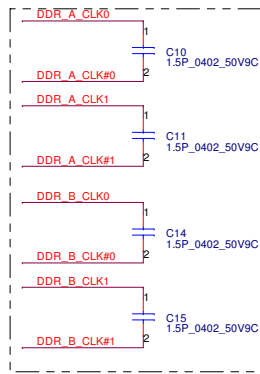 DDR_A_CLK0
1
C10
1.5P_0402_50V9C
2
DDR_A_CLK#0
DDR_A_CLK1
1
C11
1.5P_0402_50V9C
2
DDR_A_CLK#1
DDR_B_CLK0
1
C14
1.5P_0402_50V9C
2
DDR_B_CLK#0
DDR_B_CLK1
1
C15
1.5P_0402_50V9C
2
DDR_B_CLK#1